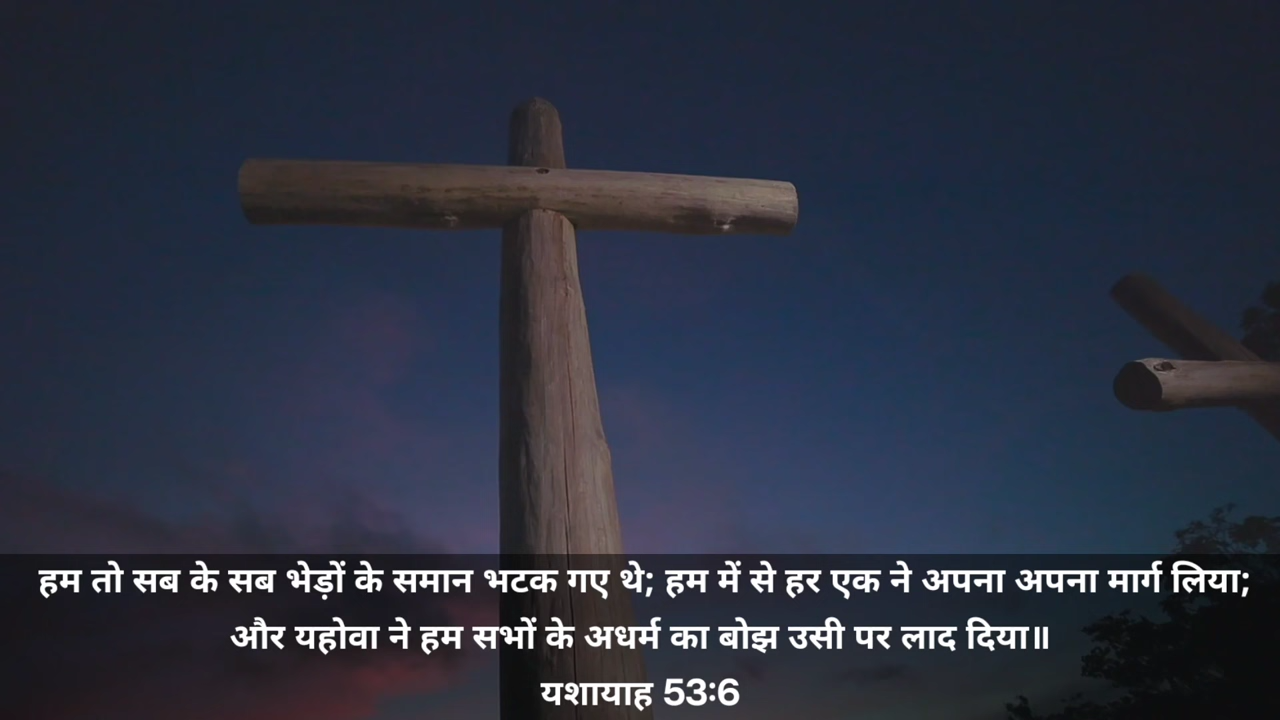 हम तो सब के सब भेड़ों के समान भटक गए थे; हम में से हर एक ने अपना अपना मार्ग लिया;
और यहोवा ने हम सभों के अधर्म का बोझ उसी पर लाद दिया॥
यशायाह 53:6